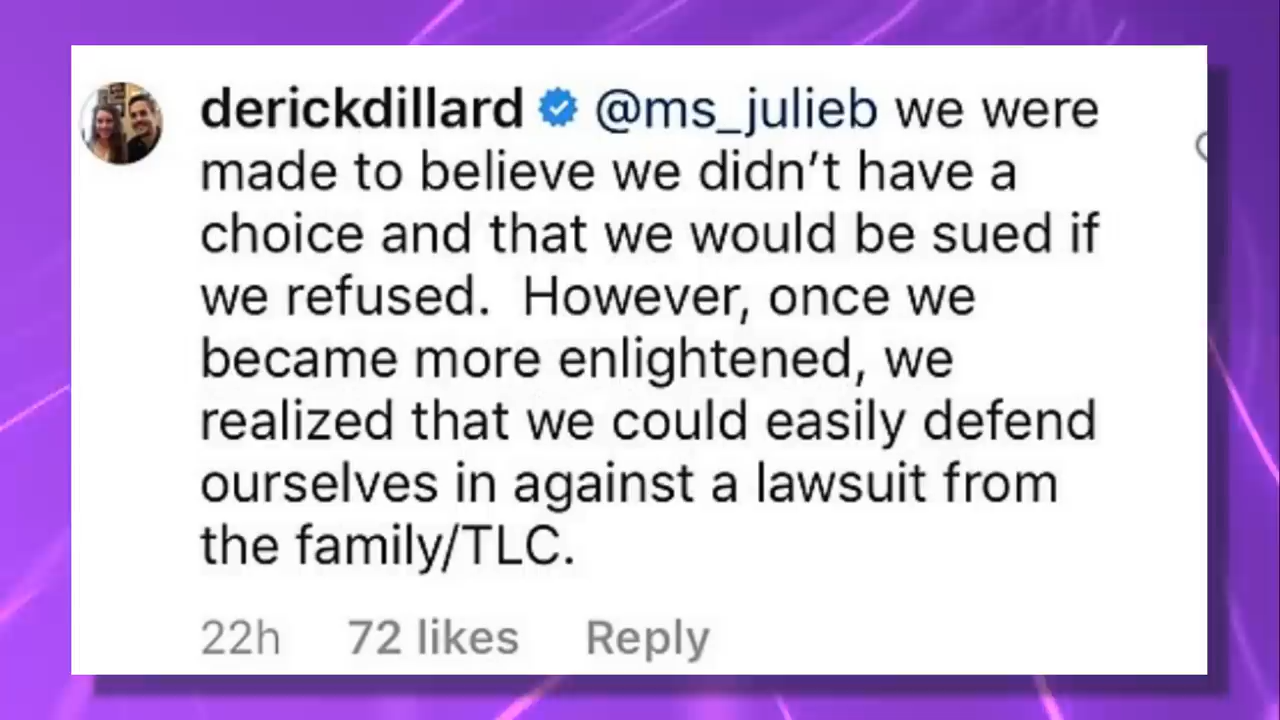 derickdillard @ms_julieb we were
made to believe we didn’t have a
choice and that we would be sued if
we refused.  However, once we
became more enlightened, we
realized that we could easily defend
ourselves in against a lawsuit from
the family/TLC.
22h 72 likes Reply